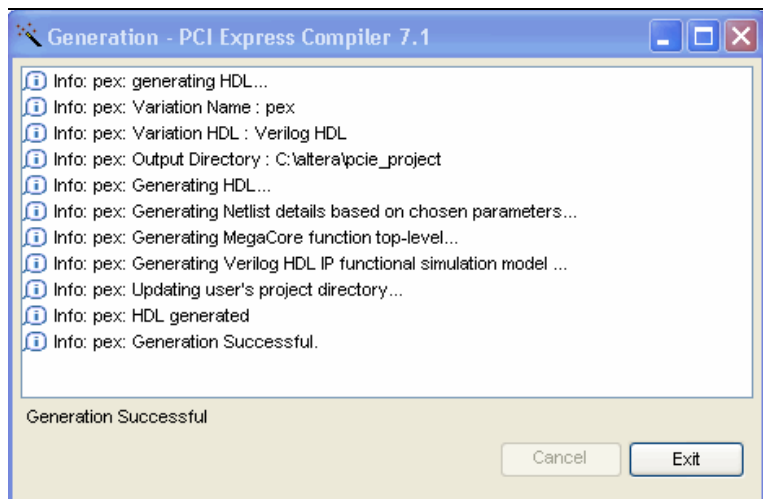 Generation - PCI Express Compiler 7.1
Info: pex: generating HDL...
Info: pex: Variation Name : pex
Info: pex: Variation HDL : Verilog HDL
Info: pex: Output Directory : C:\altera\pcie_project
Info: pex: Generating HDL...
Info: pex: Generating Netlist details based on chosen parameters...
Info: pex: Generating MegaCore function top-level...
Info: pex: Generating Verilog HDL IP functional simulation model ...
Info: pex: Updating user's project directory...
Info: pex: HDL generated
Info: pex: Generation Successful.
Generation Successful
Cancel Exit